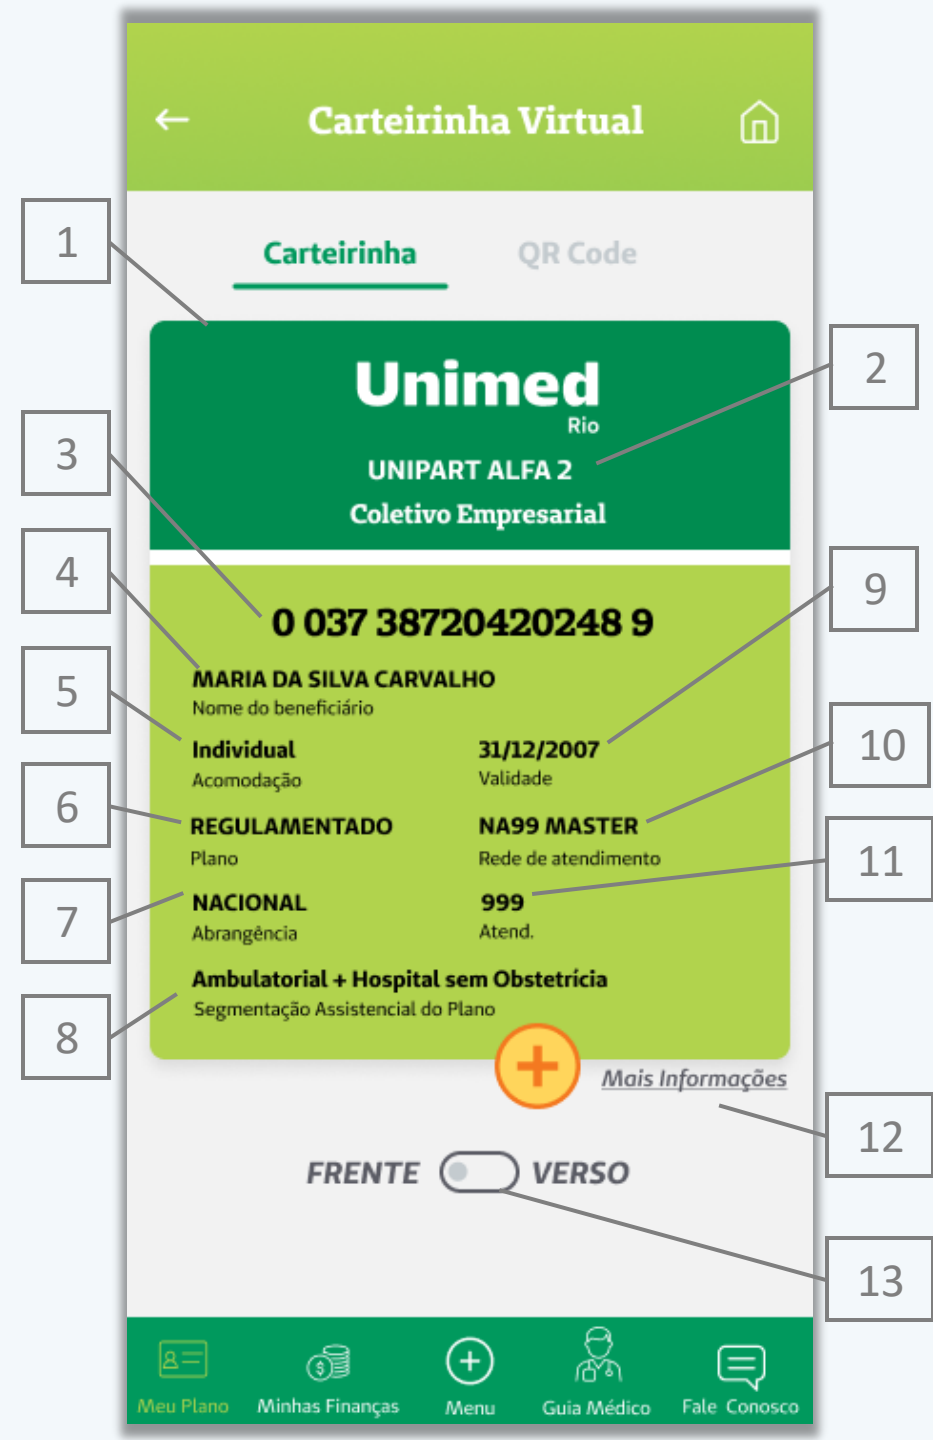 Carteirinha Virtual
1
Carteirinha QR Code
Unimed
Rio
2
UNIPART ALFA 2
Coletivo Empresarial
3
0 037 38720420248 9
4
MARIA DA SILVA CARVALHO
Nome do beneficiário
5
Individual
Acomodação
9
31/12/2007
Validade
6
REGULAMENTADO
Plano
10
NA99 MASTER
Rede de atendimento
7
NACIONAL
Abrangência
11
999
Atend.
8
Ambulatorial + Hospital sem Obstetrícia
Segmentação Assistencial do Plano
Mais Informações
12
FRENTE VERSO
13
Meu Plano Minhas Finanças Menu Guia Médico Fale Conosco